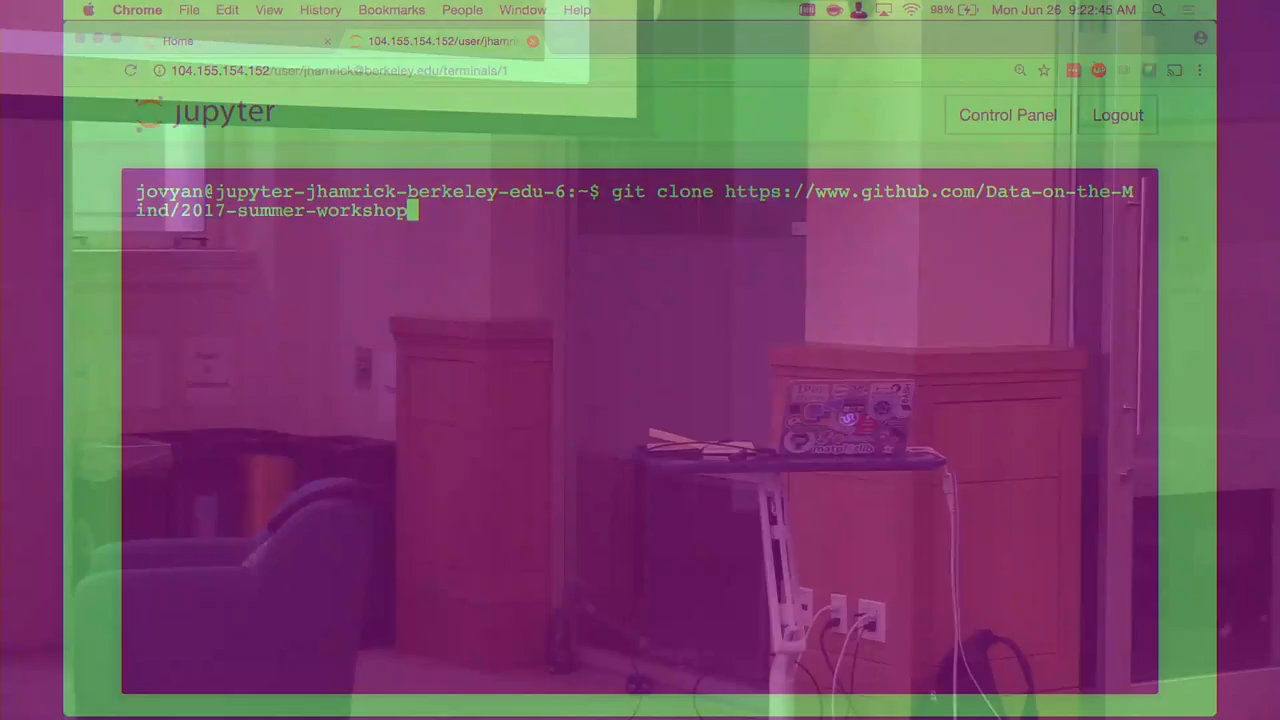 Chrome File Edit View History Bookmarks People Window Help 98% Mon Jun 26 9:22:45 AM
Home 104.155.154.152/user/jhamri
104.155.154.152/user/jhamrick@berkeley.edu/terminals/1
jupyter Control Panel Logout
jovyan@jupyter-jhamrick-berkeley-edu-6:~$ git clone https://www.github.com/Data-on-the-M
ind/2017-summer-workshop
matplotlib